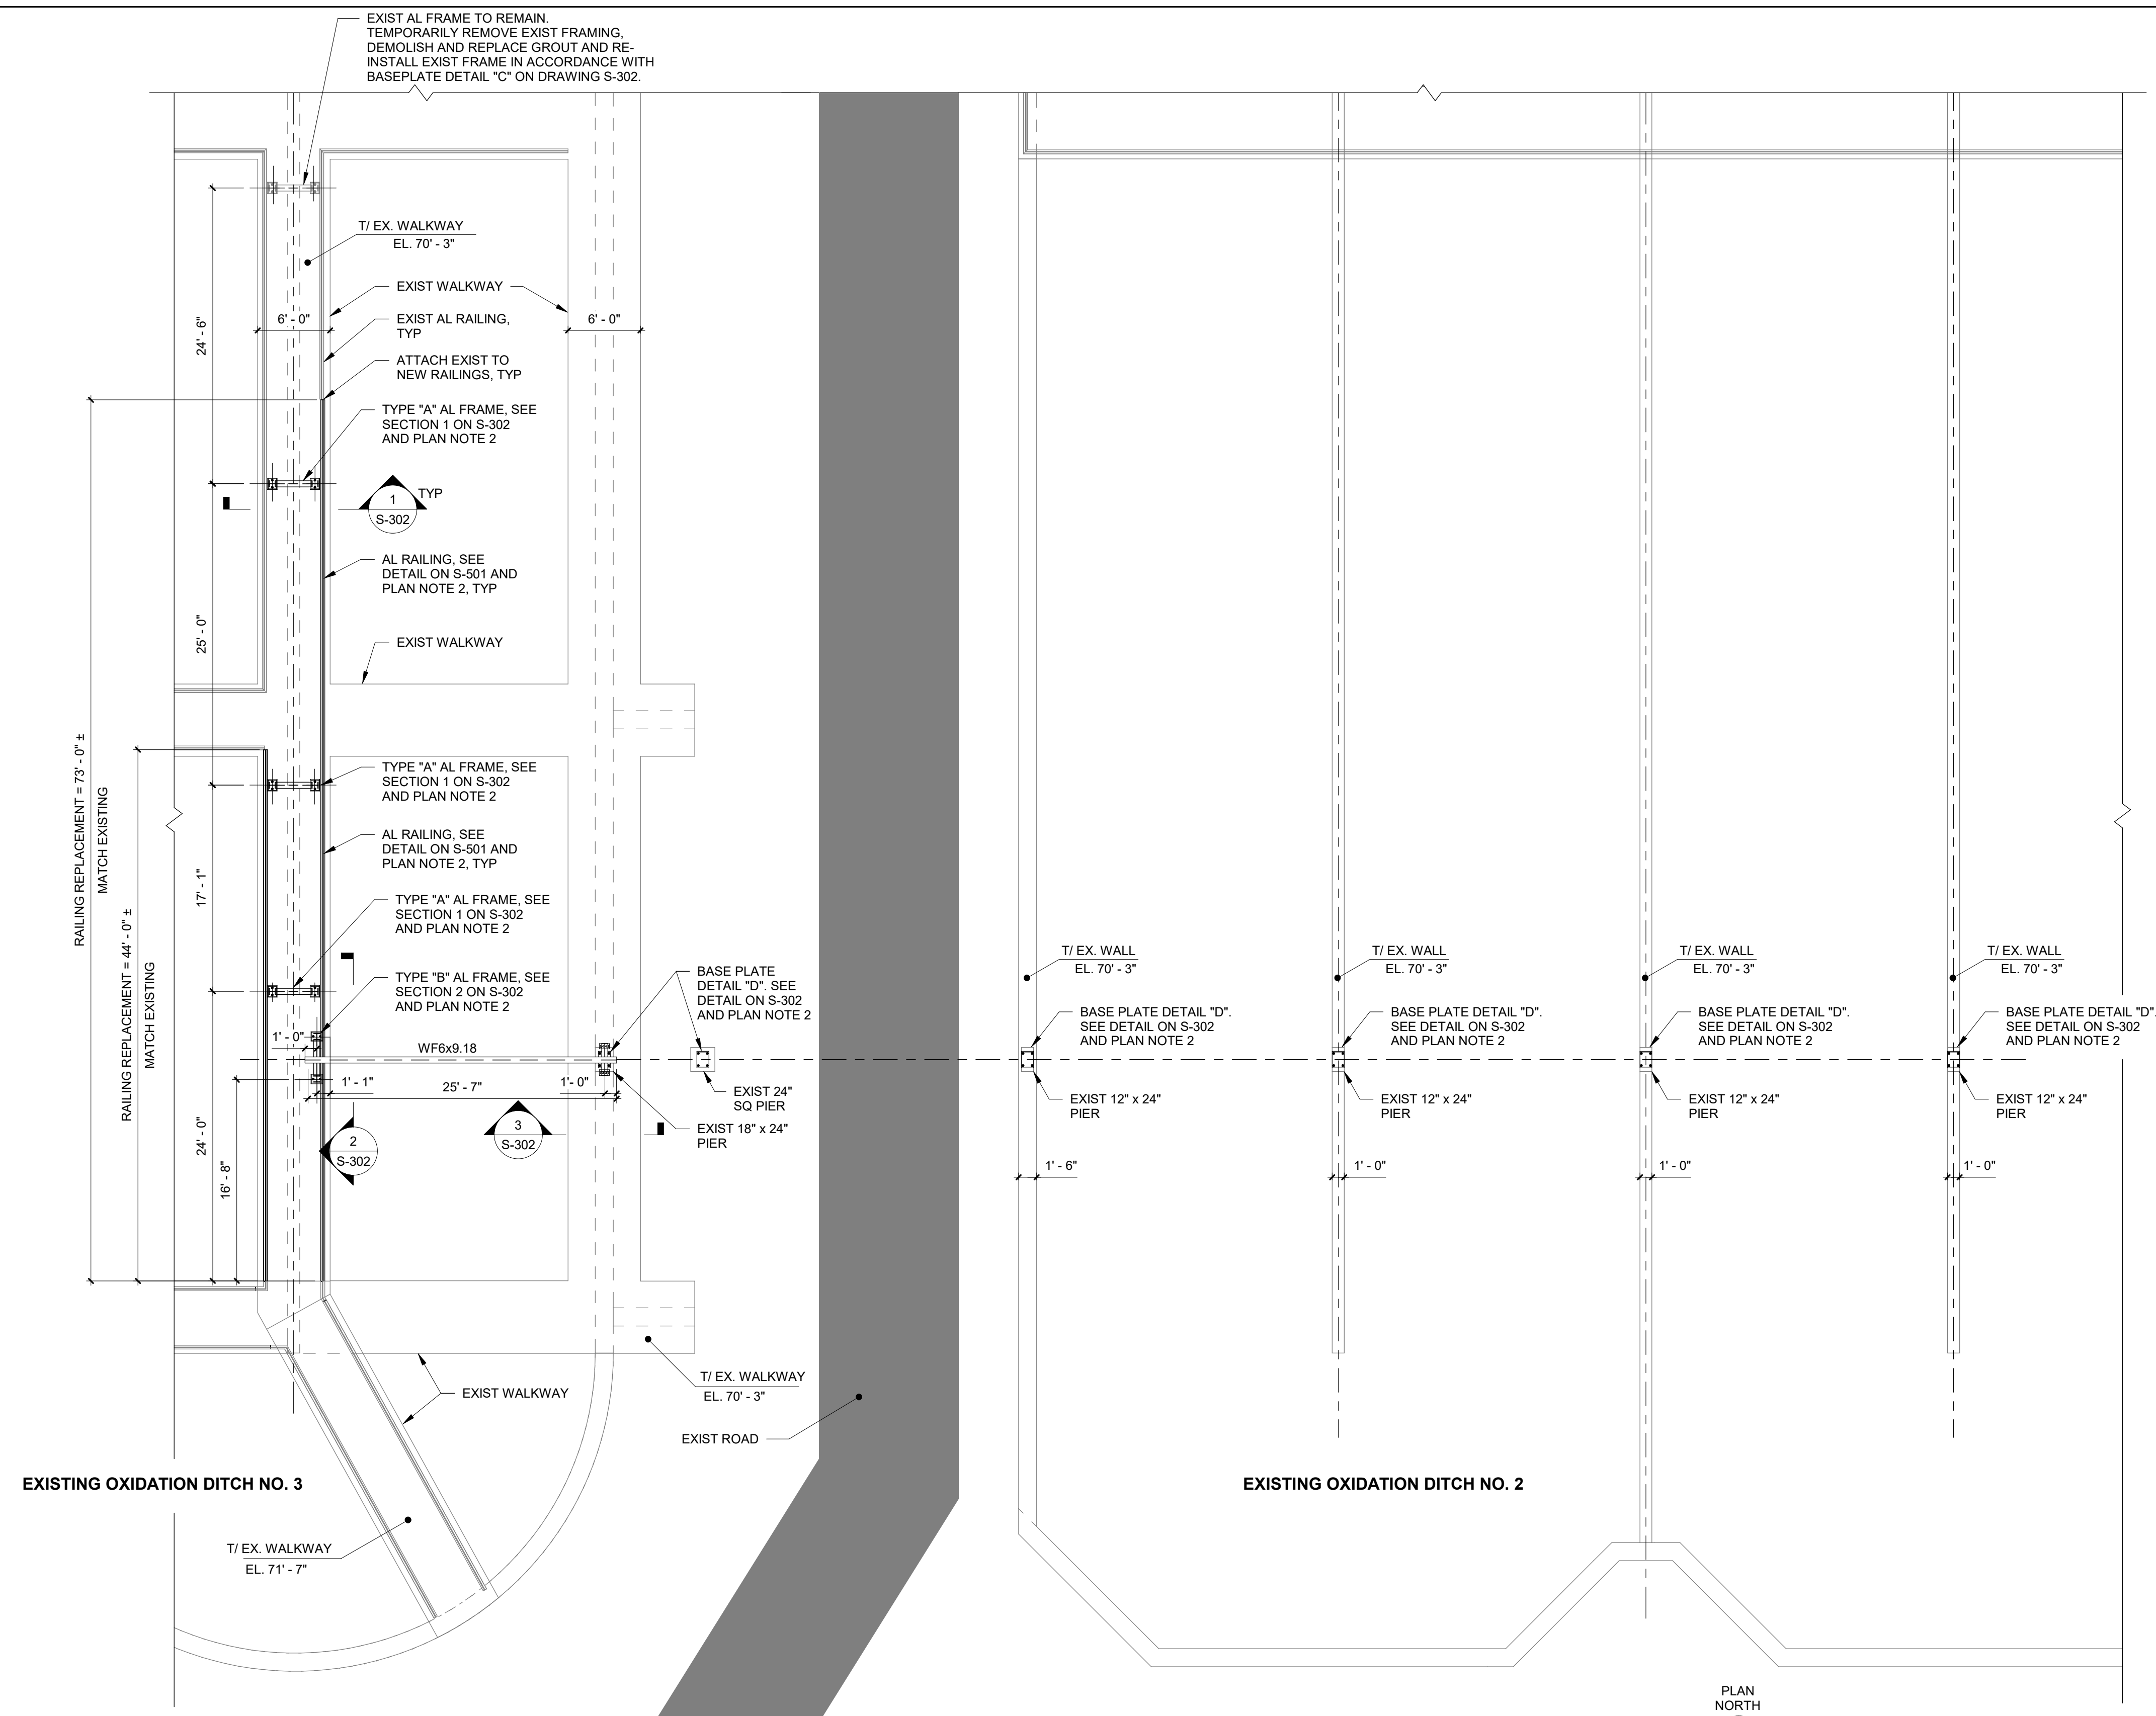 EXIST AL FRAME TO REMAIN.
TEMPORARILY REMOVE EXIST FRAMING,
DEMOLISH AND REPLACE GROUT AND RE-
INSTALL EXIST FRAME IN ACCORDANCE WITH
BASEPLATE DETAIL "C" ON DRAWING S-302.
T/ EX. WALKWAY
EL. 70' - 3"
EXIST WALKWAY
6' - 0"
6' - 0"
EXIST AL RAILING,
TYP
24' - 6"
ATTACH EXIST TO
NEW RAILINGS, TYP
TYPE "A" AL FRAME, SEE
SECTION 1 ON S-302
AND PLAN NOTE 2
1
S-302
TYP
AL RAILING, SEE
DETAIL ON S-501 AND
PLAN NOTE 2, TYP
25' - 0"
EXIST WALKWAY
RAILING REPLACEMENT = 73' - 0" ±
MATCH EXISTING
TYPE "A" AL FRAME, SEE
SECTION 1 ON S-302
AND PLAN NOTE 2
AL RAILING, SEE
DETAIL ON S-501 AND
PLAN NOTE 2, TYP
17' - 1"
RAILING REPLACEMENT = 44' - 0" ±
MATCH EXISTING
TYPE "A" AL FRAME, SEE
SECTION 1 ON S-302
AND PLAN NOTE 2
TYPE "B" AL FRAME, SEE
SECTION 2 ON S-302
AND PLAN NOTE 2
BASE PLATE
DETAIL "D". SEE
DETAIL ON S-302
AND PLAN NOTE 2
1' - 0"
WF6x9.18
1' - 1"
25' - 7"
1' - 0"
EXIST 24"
SQ PIER
EXIST 18" x 24"
PIER
24' - 0"
16' - 8"
2
S-302
3
S-302
T/ EX. WALL
EL. 70' - 3"
T/ EX. WALL
EL. 70' - 3"
T/ EX. WALL
EL. 70' - 3"
T/ EX. WALL
EL. 70' - 3"
BASE PLATE DETAIL "D".
SEE DETAIL ON S-302
AND PLAN NOTE 2
BASE PLATE DETAIL "D".
SEE DETAIL ON S-302
AND PLAN NOTE 2
BASE PLATE DETAIL "D".
SEE DETAIL ON S-302
AND PLAN NOTE 2
BASE PLATE DETAIL "D".
SEE DETAIL ON S-302
AND PLAN NOTE 2
EXIST 12" x 24"
PIER
EXIST 12" x 24"
PIER
EXIST 12" x 24"
PIER
EXIST 12" x 24"
PIER
1' - 6"
1' - 0"
1' - 0"
1' - 0"
T/ EX. WALKWAY
EL. 70' - 3"
EXIST WALKWAY
EXIST ROAD
EXISTING OXIDATION DITCH NO. 3
EXISTING OXIDATION DITCH NO. 2
T/ EX. WALKWAY
EL. 71' - 7"
PLAN
NORTH